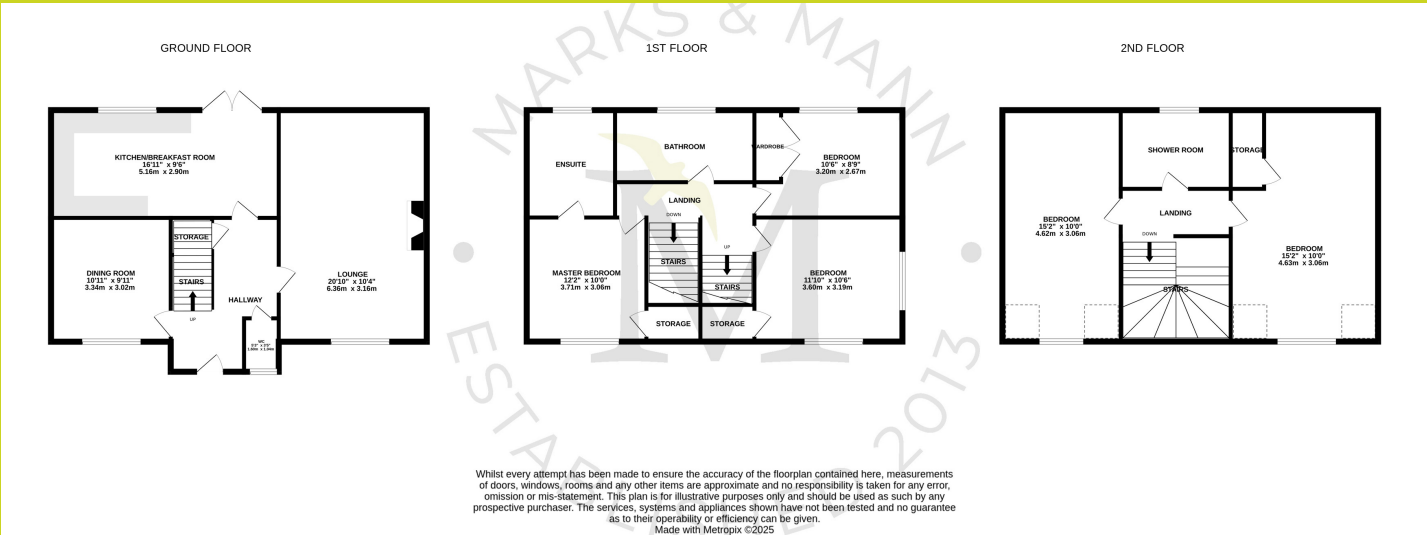 GROUND FLOOR
KITCHEN/BREAKFAST ROOM
16'11" x 9'6"
5.16m x 2.90m
STORAGE
DINING ROOM
10'11" x 9'11"
3.34m x 3.02m
STAIRS
UP
HALLWAY
LOUNGE
20'10" x 10'4"
6.36m x 3.16m
WC
1ST FLOOR
ENSUITE
BATHROOM
WARDROBE
BEDROOM
10'6" x 8'9"
3.20m x 2.67m
LANDING
DOWN
UP
STAIRS
STAIRS
MASTER BEDROOM
12'2" x 10'0"
3.71m x 3.06m
BEDROOM
11'10" x 10'6"
3.60m x 3.19m
STORAGE
STORAGE
2ND FLOOR
SHOWER ROOM
STORAGE
BEDROOM
15'2" x 10'0"
4.62m x 3.06m
LANDING
DOWN
STAIRS
BEDROOM
15'2" x 10'0"
4.63m x 3.06m
MARKS & MANN
M
ESTABLISHED 2013
Whilst every attempt has been made to ensure the accuracy of the floorplan contained here, measurements
of doors, windows, rooms and any other items are approximate and no responsibility is taken for any error,
omission or mis-statement. This plan is for illustrative purposes only and should be used as such by any
prospective purchaser. The services, systems and appliances shown have not been tested and no guarantee
as to their operability or efficiency can be given.
Made with Metropix ©2025